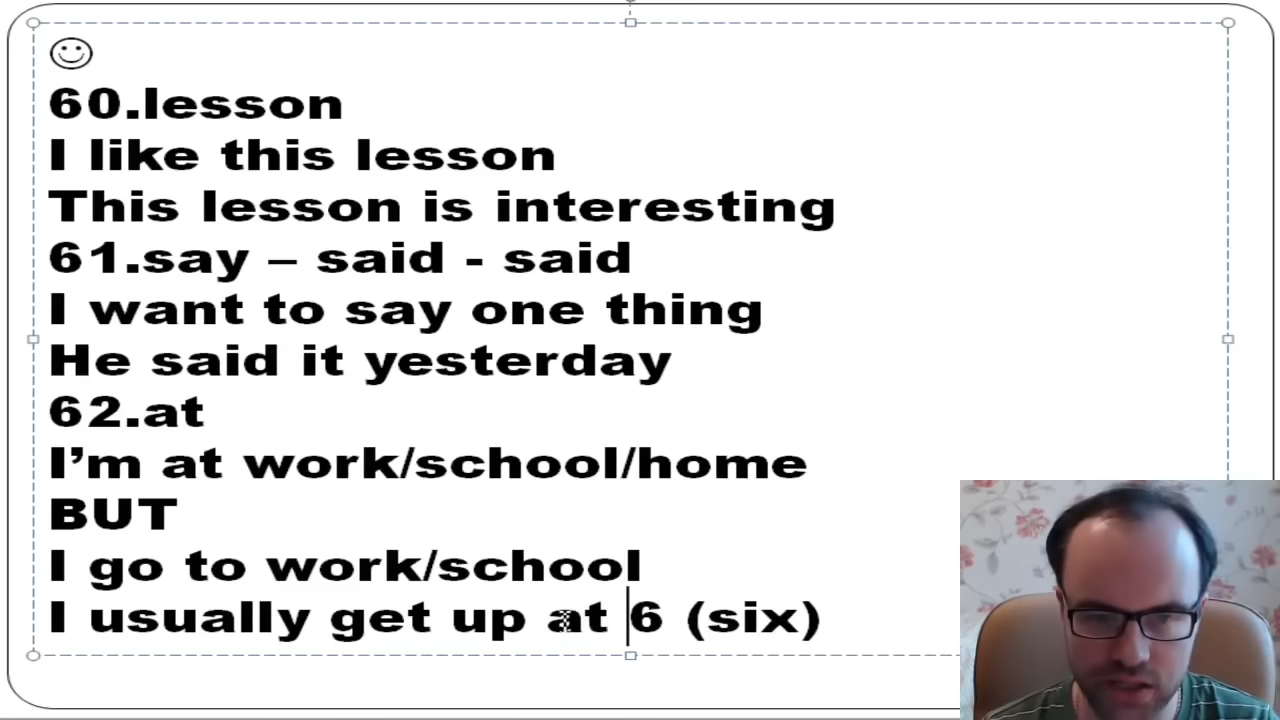 60.lesson
I like this lesson
This lesson is interesting
61.say – said - said
I want to say one thing
He said it yesterday
62.at
I’m at work/school/home
BUT
I go to work/school
I usually get up at 6 (six)